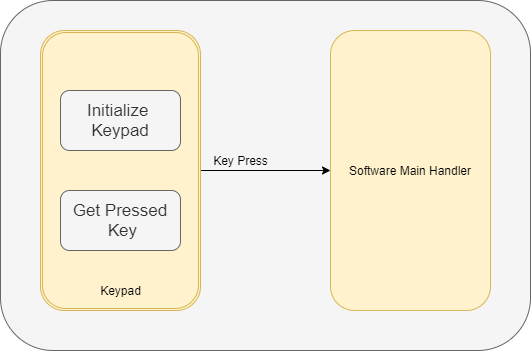 Initialize
Keypad
Key Press
Software Main Handler
Get Pressed
Key
Keypad